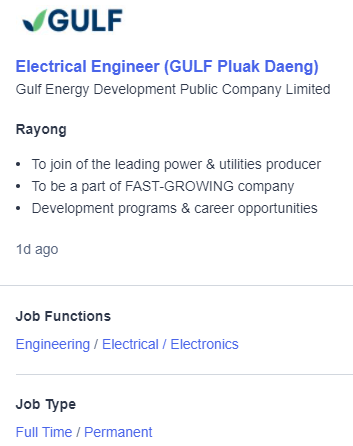 GULF
Electrical Engineer (GULF Pluak Daeng)
Gulf Energy Development Public Company Limited
Rayong
• To join of the leading power & utilities producer
• To be a part of FAST-GROWING company
• Development programs & career opportunities
1d ago
Job Functions
Engineering / Electrical / Electronics
Job Type
Full Time / Permanent